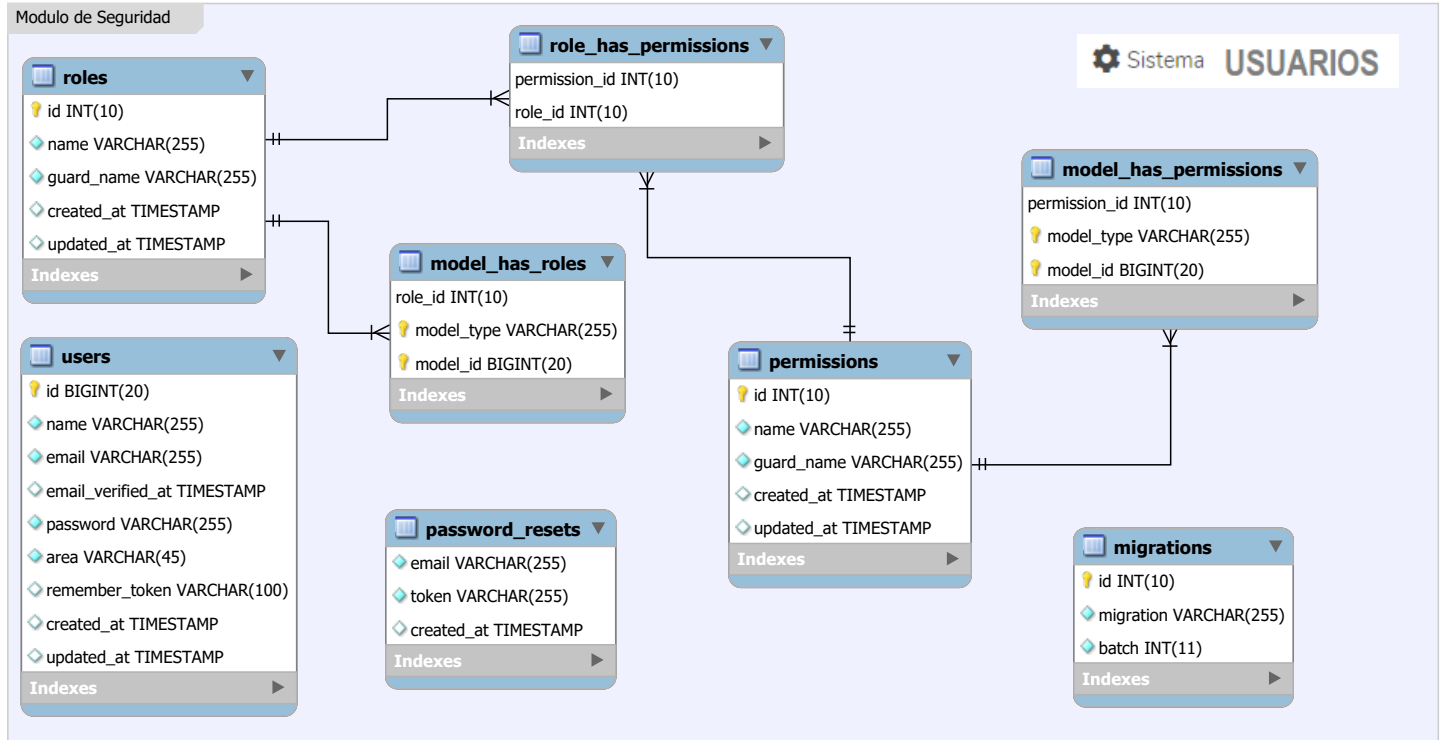 Modulo de Seguridad
roles
id INT(10)
name VARCHAR(255)
guard_name VARCHAR(255)
created_at TIMESTAMP
updated_at TIMESTAMP
Indexes
role_has_permissions
permission_id INT(10)
role_id INT(10)
Indexes
Sistema USUARIOS
model_has_permissions
permission_id INT(10)
model_type VARCHAR(255)
model_id BIGINT(20)
Indexes
model_has_roles
role_id INT(10)
model_type VARCHAR(255)
model_id BIGINT(20)
Indexes
users
id BIGINT(20)
name VARCHAR(255)
email VARCHAR(255)
email_verified_at TIMESTAMP
password VARCHAR(255)
area VARCHAR(45)
remember_token VARCHAR(100)
created_at TIMESTAMP
updated_at TIMESTAMP
Indexes
permissions
id INT(10)
name VARCHAR(255)
guard_name VARCHAR(255)
created_at TIMESTAMP
updated_at TIMESTAMP
Indexes
password_resets
email VARCHAR(255)
token VARCHAR(255)
created_at TIMESTAMP
Indexes
migrations
id INT(10)
migration VARCHAR(255)
batch INT(11)
Indexes